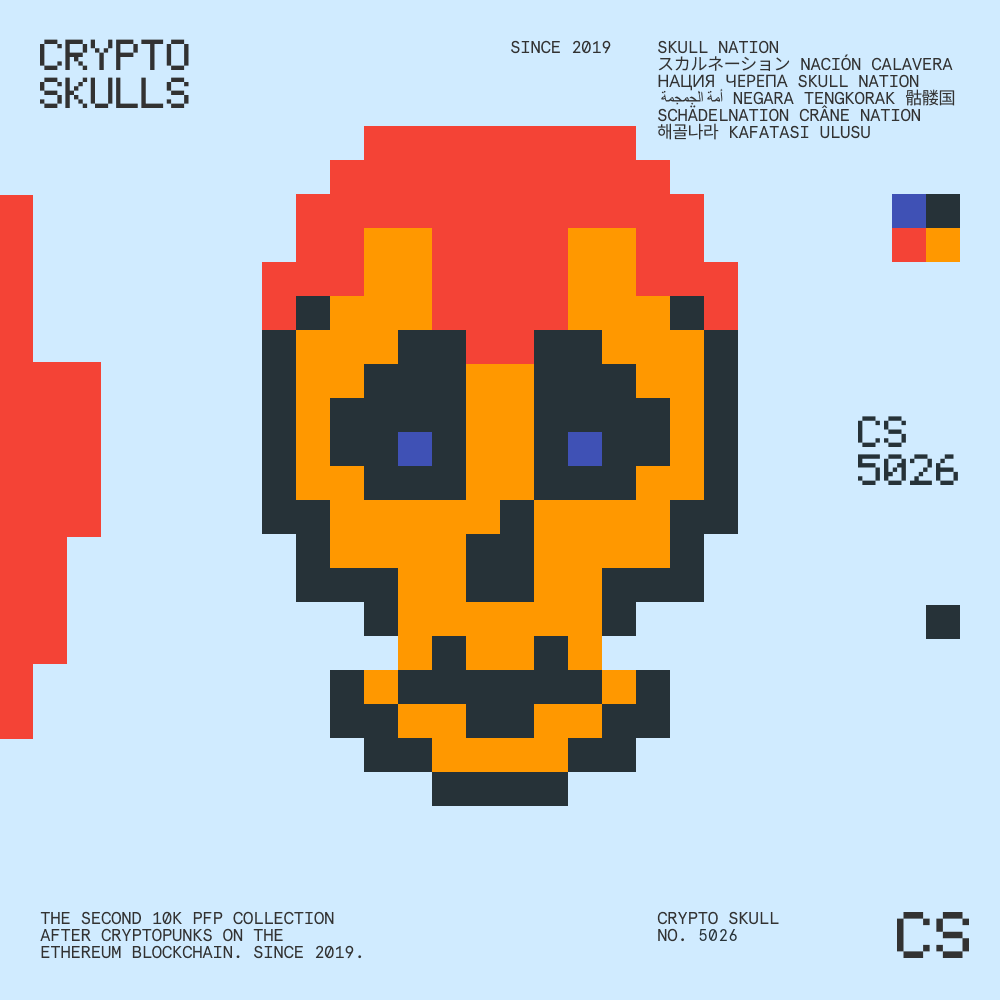 CRYPTO
SKULLS
SINCE 2019
SKULL NATION
スカルネーション NACIÓN CALAVERA
НАЦИЯ ЧЕРЕПА SKULL NATION
أمة الجمجمة NEGARA TENGKORAK 骷髅国
SCHÄDELNATION CRÂNE NATION
해골나라 KAFATASI ULUSU
CS
5026
THE SECOND 10K PFP COLLECTION
AFTER CRYPTOPUNKS ON THE
ETHEREUM BLOCKCHAIN. SINCE 2019.
CRYPTO SKULL
NO. 5026
CS